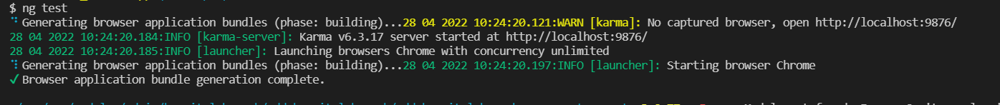 $ ng test
⠙ Generating browser application bundles (phase: building)...28 04 2022 10:24:20.121:WARN [karma]: No captured browser, open http://localhost:9876/
28 04 2022 10:24:20.184:INFO [karma-server]: Karma v6.3.17 server started at http://localhost:9876/
28 04 2022 10:24:20.185:INFO [launcher]: Launching browsers Chrome with concurrency unlimited
⠹ Generating browser application bundles (phase: building)...28 04 2022 10:24:20.197:INFO [launcher]: Starting browser Chrome
✓ Browser application bundle generation complete.